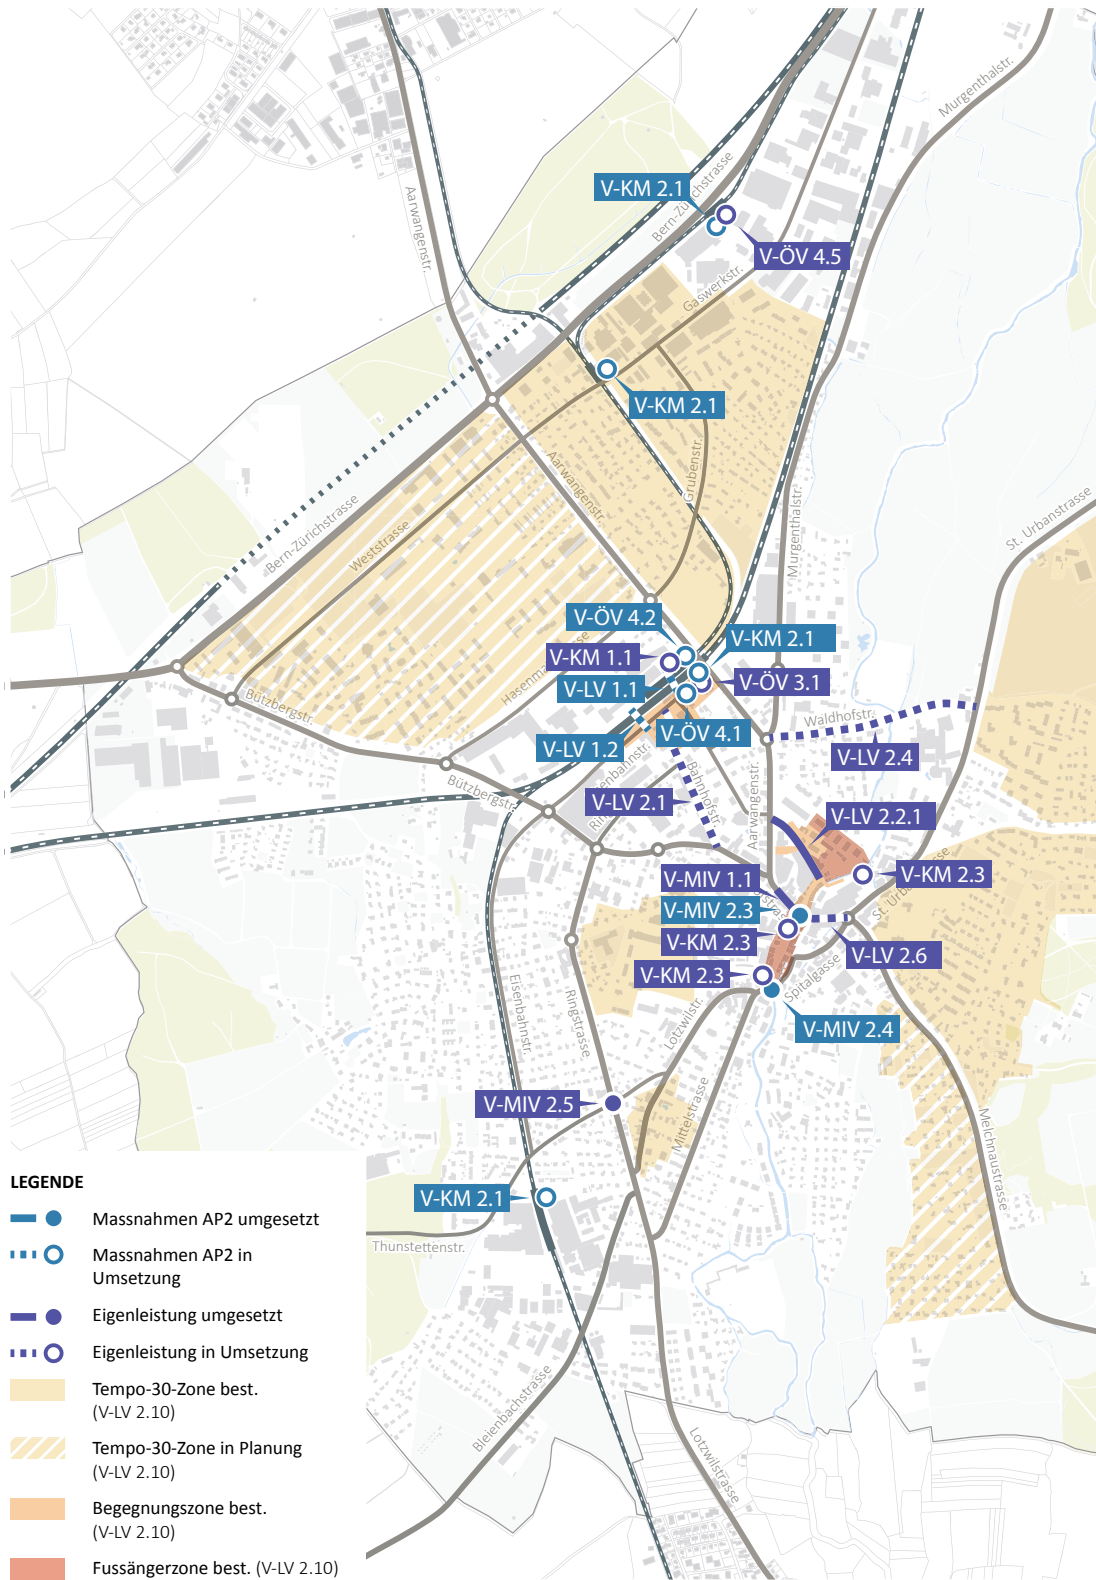 Murgenthalstr.
Aarwangenstr.
Bern-Zürichstrasse
V-KM 2.1
V-ÖV 4.5
Gaswerkstr.
V-KM 2.1
Aarwangenstr.
Grubenstr.
Murgenthalstr.
St. Urbanstrasse
Bern-Zürichstrasse
Weststrasse
V-ÖV 4.2
V-KM 2.1
V-KM 1.1
V-LV 1.1
V-ÖV 3.1
Bützbergstr.
V-ÖV 4.1
V-LV 1.2
Waldhofstr.
V-LV 2.4
Bützbergstr.
V-LV 2.1
Bahnhofstr.
Aarwangenstr.
V-LV 2.2.1
V-MIV 1.1
V-KM 2.3
V-MIV 2.3
V-KM 2.3
V-LV 2.6
V-KM 2.3
Spitalgasse
V-MIV 2.4
Eisenbahnstr.
Ringstrasse
Lotzwilstr.
V-MIV 2.5
Mittelstrasse
Melchnaustrasse
V-KM 2.1
Thunstettenstr.
Bleienbachstrasse
Lotzwilstrasse
LEGENDE
Massnahmen AP2 umgesetzt
Massnahmen AP2 in
Umsetzung
Eigenleistung umgesetzt
Eigenleistung in Umsetzung
Tempo-30-Zone best.
(V-LV 2.10)
Tempo-30-Zone in Planung
(V-LV 2.10)
Begegnungszone best.
(V-LV 2.10)
Fussängerzone best. (V-LV 2.10)